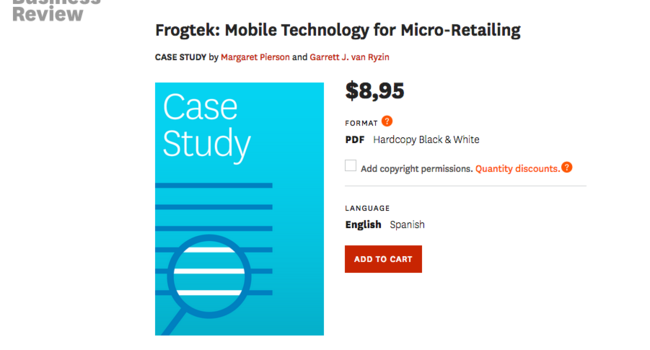 Business
Review
Frogtek: Mobile Technology for Micro-Retailing
CASE STUDY by Margaret Pierson and Garrett J. van Ryzin
Case
Study
$8,95
FORMAT ?
PDF Hardcopy Black & White
Add copyright permissions. Quantity discounts. ?
LANGUAGE
English Spanish
ADD TO CART